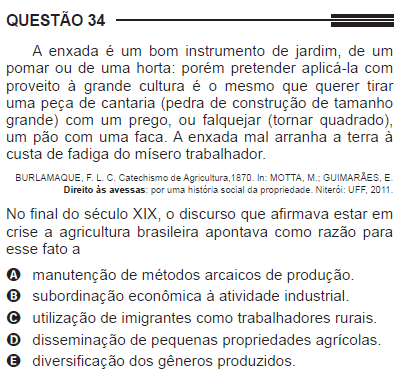 QUESTÃO 34
A enxada é um bom instrumento de jardim, de um
pomar ou de uma horta: porém pretender aplicá-la com
proveito à grande cultura é o mesmo que querer tirar
uma peça de cantaria (pedra de construção de tamanho
grande) com um prego, ou falquejar (tornar quadrado),
um pão com uma faca. A enxada mal arranha a terra à
custa de fadiga do mísero trabalhador.
BURLAMAQUE, F. L. C. Catechismo de Agricultura,1870. In: MOTTA, M.; GUIMARÃES, E.
Direito às avessas: por uma história social da propriedade. Niterói: UFF, 2011.
No final do século XIX, o discurso que afirmava estar em
crise a agricultura brasileira apontava como razão para
esse fato a
A manutenção de métodos arcaicos de produção.
B subordinação econômica à atividade industrial.
C utilização de imigrantes como trabalhadores rurais.
D disseminação de pequenas propriedades agrícolas.
E diversificação dos gêneros produzidos.